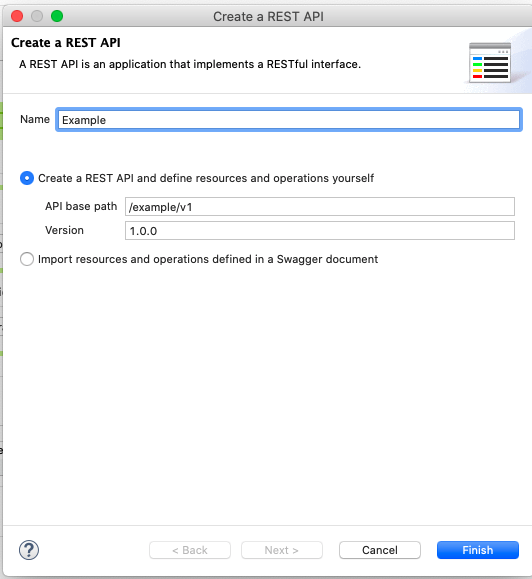 Create a REST API
Create a REST API
A REST API is an application that implements a RESTful interface.
Name Example
Create a REST API and define resources and operations yourself
API base path /example/v1
Version 1.0.0
Import resources and operations defined in a Swagger document
? < Back Next > Cancel Finish